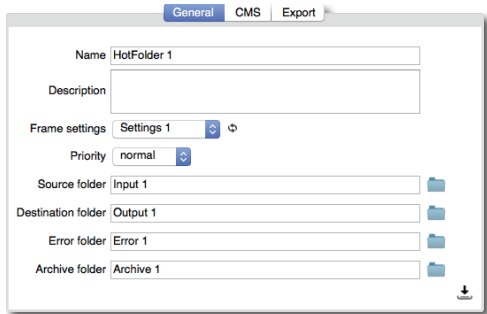 General CMS Export
Name HotFolder 1
Description
Frame settings Settings 1
Priority normal
Source folder Input 1
Destination folder Output 1
Error folder Error 1
Archive folder Archive 1